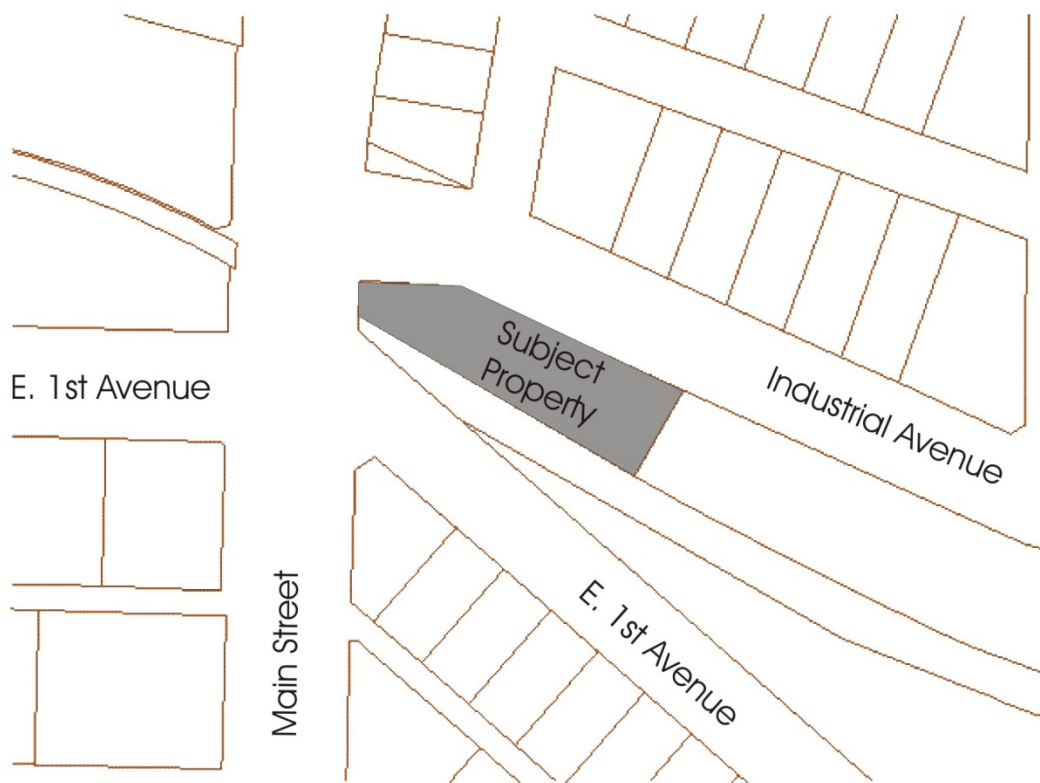 Subject
Property
E. 1st Avenue
Industrial Avenue
Main Street
E. 1st Avenue